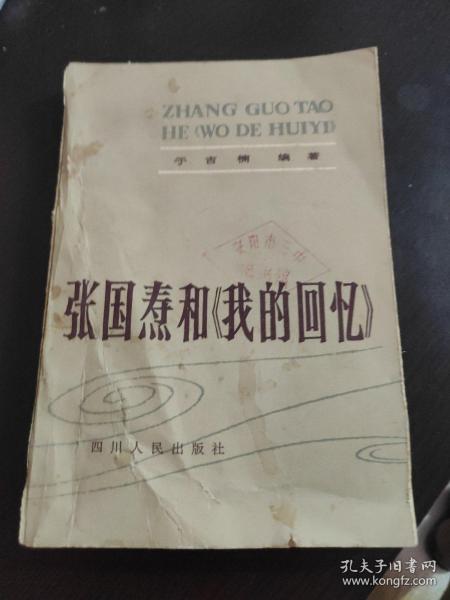 ZHANG GUO TAO
HE《WO DE HUIYI》
于吉楠 编著
张国焘和《我的回忆》
四川人民出版社
孔夫子旧书网
www.kongfz.com